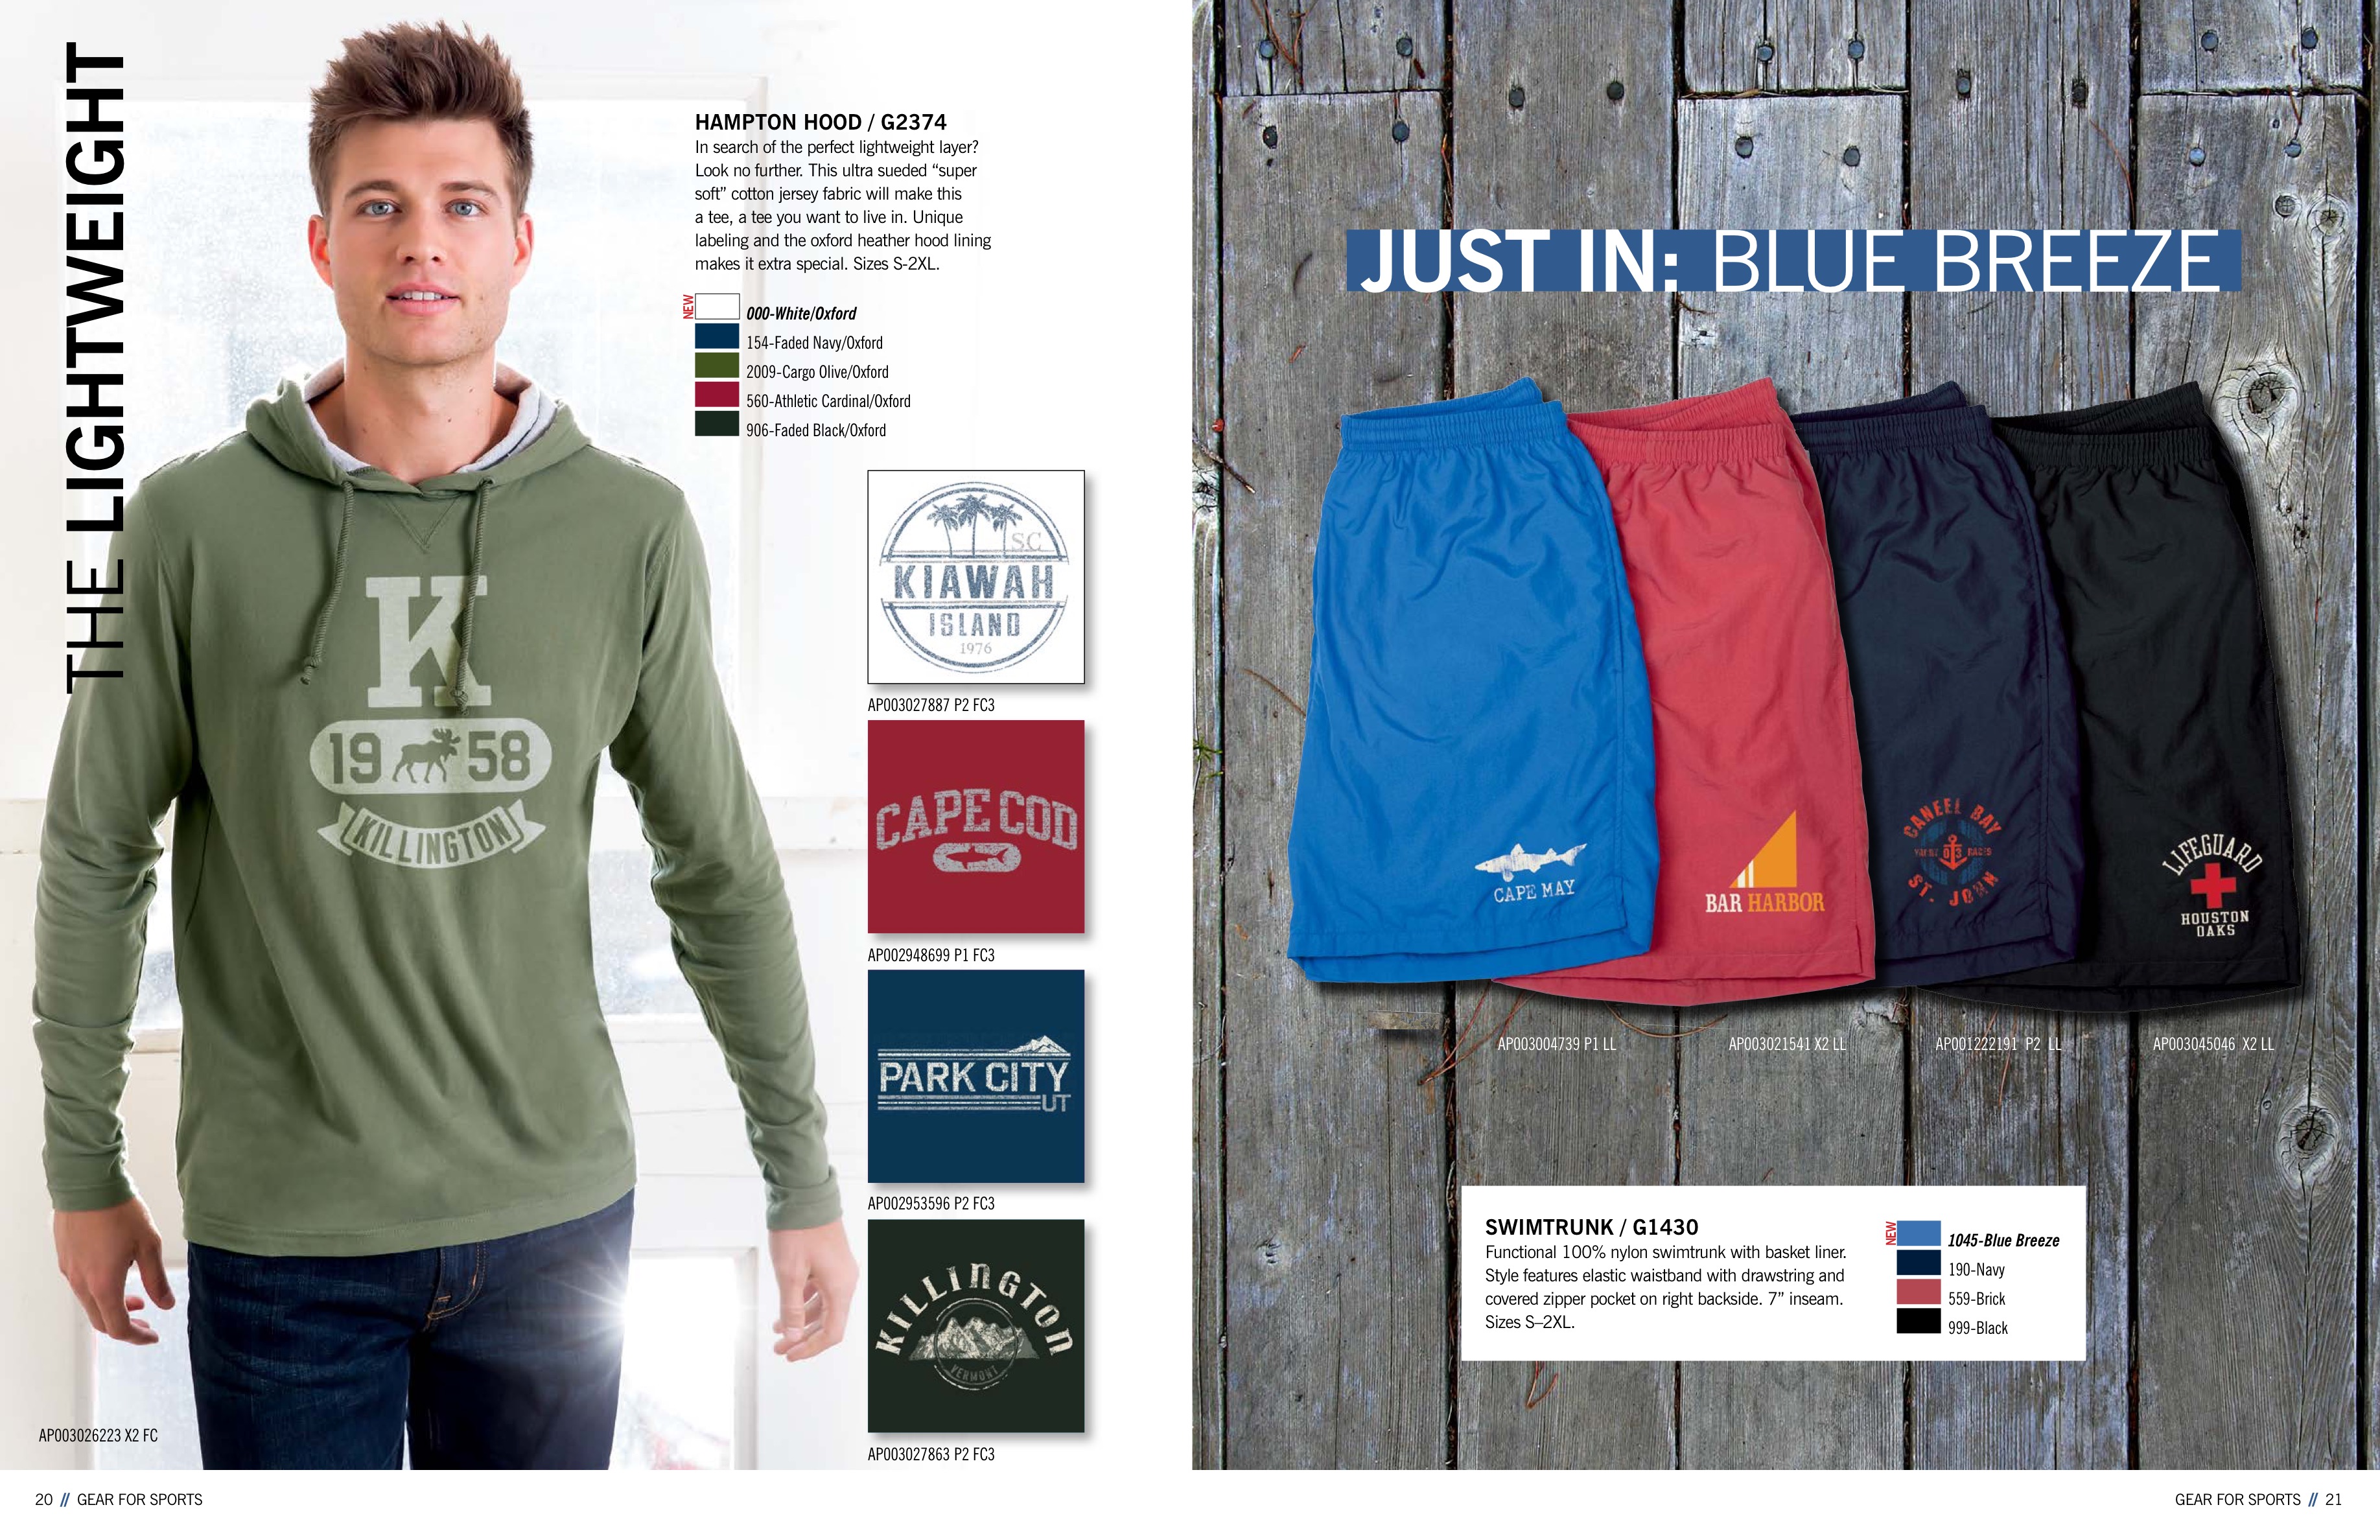 THE LIGHTWEIGHT
HAMPTON HOOD / G2374
In search of the perfect lightweight layer?
Look no further. This ultra sueded “super
soft” cotton jersey fabric will make this
a tee, a tee you want to live in. Unique
labeling and the oxford heather hood lining
makes it extra special. Sizes S-2XL.
NEW
000-White/Oxford
154-Faded Navy/Oxford
2009-Cargo Olive/Oxford
560-Athletic Cardinal/Oxford
906-Faded Black/Oxford
K
19 58
KILLINGTON
SC
KIAWAH
ISLAND
1976
AP003027887 P2 FC3
CAPE COD
AP002948699 P1 FC3
PARK CITY
UT
AP002953596 P2 FC3
KILLINGTON
VERMONT
AP003027863 P2 FC3
AP003026223 X2 FC
20 // GEAR FOR SPORTS
JUST IN: BLUE BREEZE
CAPE MAY
BAR HARBOR
CANEEL BAY
03 RACES
ST. JOHN
LIFEGUARD
HOUSTON
OAKS
AP003004739 P1 LL
AP003021541 X2 LL
AP001222191 P2 LL
AP003045046 X2 LL
SWIMTRUNK / G1430
Functional 100% nylon swimtrunk with basket liner.
Style features elastic waistband with drawstring and
covered zipper pocket on right backside. 7” inseam.
Sizes S–2XL.
NEW
1045-Blue Breeze
190-Navy
559-Brick
999-Black
GEAR FOR SPORTS // 21